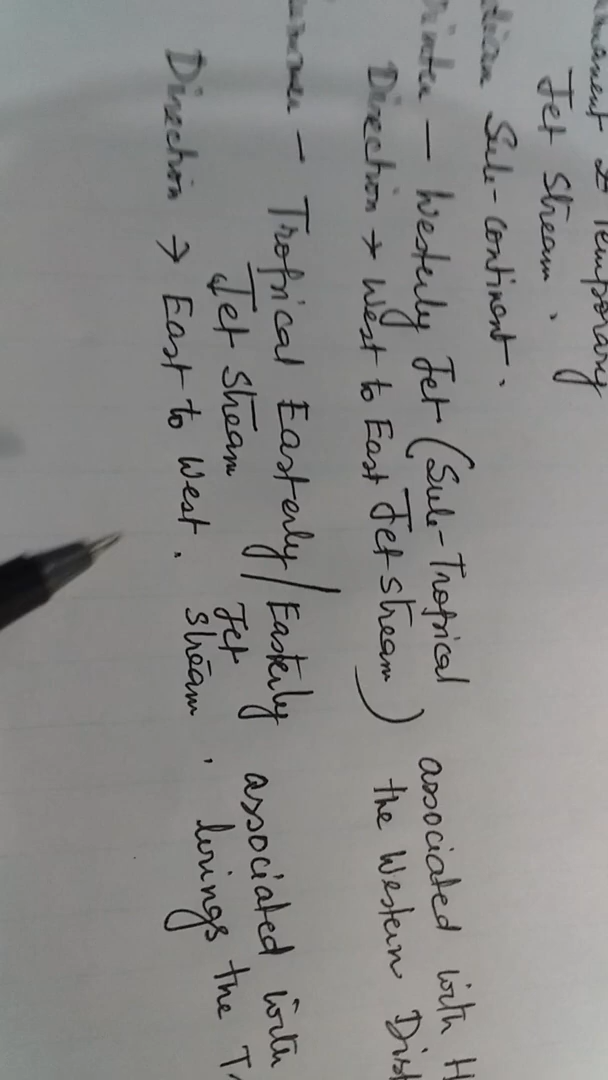 & Temporary
Jet Stream.
Sub-continent.
– Westerly Jet (Sub-Tropical associated with
Direction → West to East Jet stream) the Western
– Tropical Easterly/Easterly associated with
Jet Stream Jet brings the
Direction → East to West. stream.